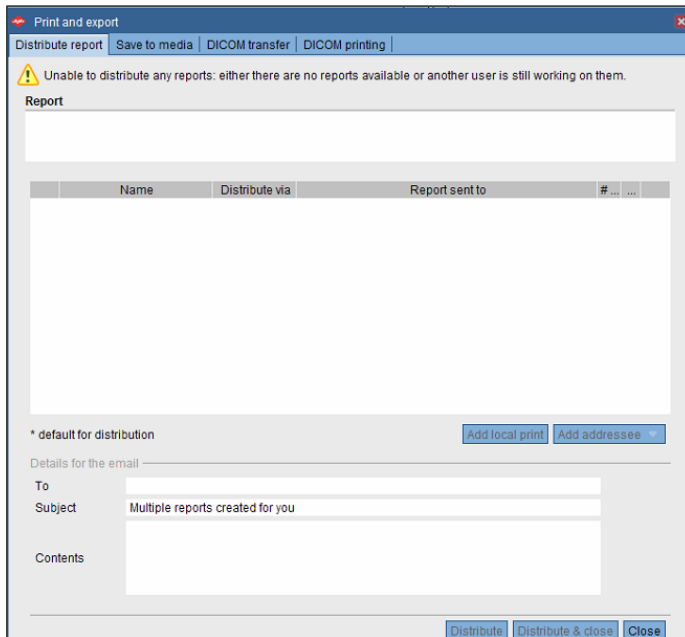 Print and export
Distribute report Save to media DICOM transfer DICOM printing
Unable to distribute any reports: either there are no reports available or another user is still working on them.
Report
Name Distribute via Report sent to # ... ...
* default for distribution Add local print Add addressee
Details for the email
To
Subject Multiple reports created for you
Contents
Distribute Distribute & close Close